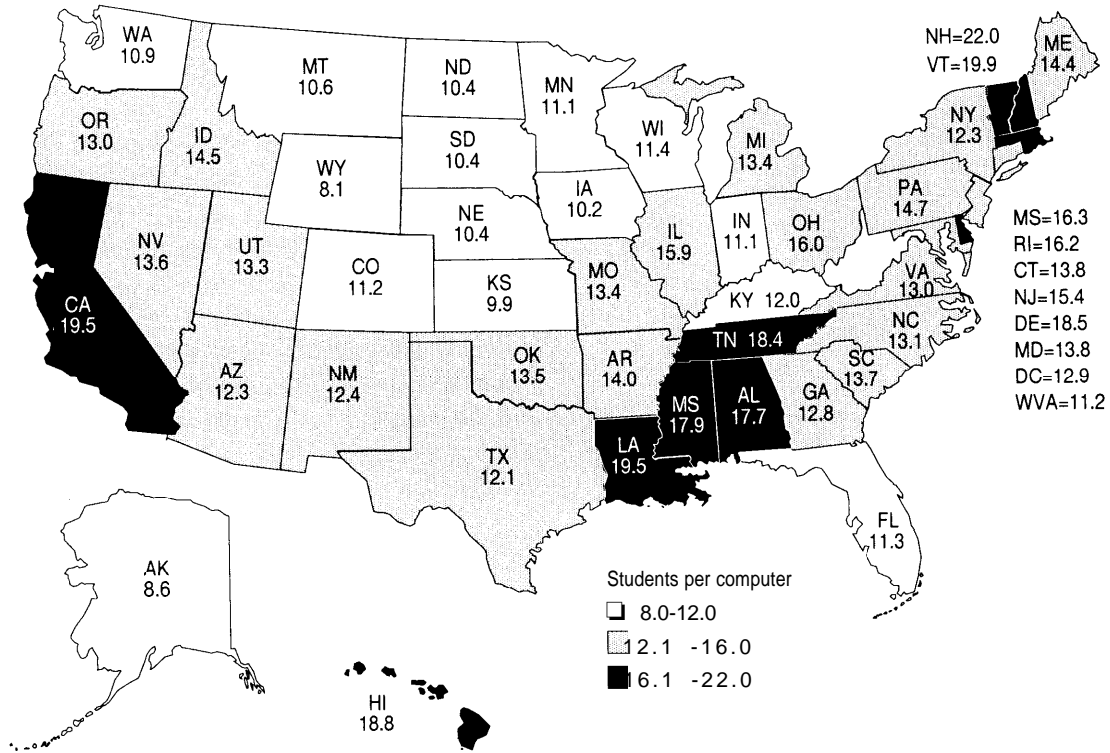 WA
10.9
MT
10.6
ND
10.4
MN
11.1
NH=22.0
VT=19.9
ME
14.4
OR
13.0
ID
14.5
WY
8.1
SD
10.4
WI
11.4
MI
13.4
NY
12.3
NV
13.6
UT
13.3
CO
11.2
NE
10.4
IA
10.2
IL
15.9
IN
11.1
OH
16.0
PA
14.7
MS=16.3
RI=16.2
CT=13.8
NJ=15.4
DE=18.5
MD=13.8
DC=12.9
WVA=11.2
CA
19.5
KS
9.9
MO
13.4
KY 12.0
VA
13.0
AZ
12.3
NM
12.4
OK
13.5
AR
14.0
TN 18.4
NC
13.1
SC
13.7
TX
12.1
LA
19.5
MS
17.9
AL
17.7
GA
12.8
FL
11.3
AK
8.6
HI
18.8
Students per computer
8.0-12.0
12.1 -16.0
16.1 -22.0